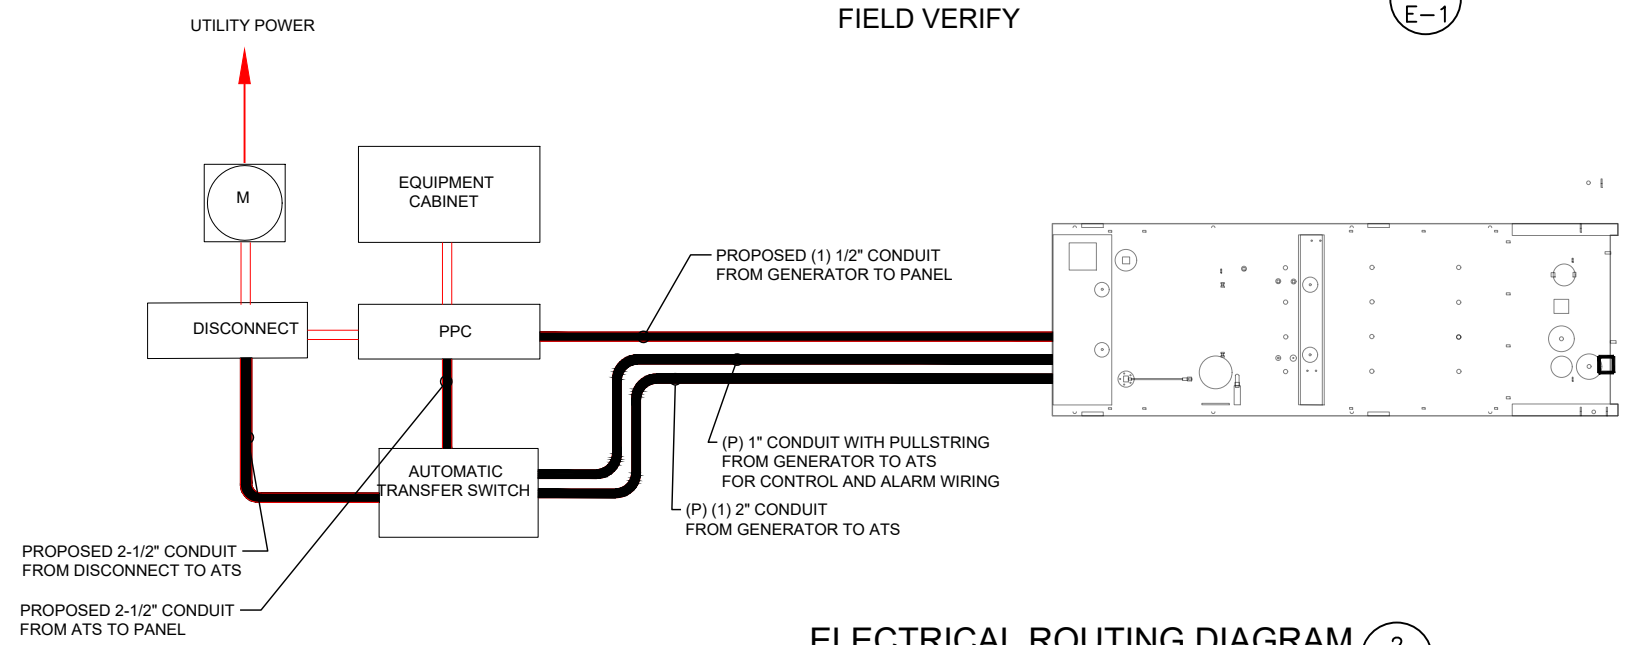 FIELD VERIFY
E-1
UTILITY POWER
M
EQUIPMENT
CABINET
PROPOSED (1) 1/2" CONDUIT
FROM GENERATOR TO PANEL
DISCONNECT
PPC
(P) 1" CONDUIT WITH PULLSTRING
FROM GENERATOR TO ATS
FOR CONTROL AND ALARM WIRING
AUTOMATIC
TRANSFER SWITCH
(P) (1) 2" CONDUIT
FROM GENERATOR TO ATS
PROPOSED 2-1/2" CONDUIT
FROM DISCONNECT TO ATS
PROPOSED 2-1/2" CONDUIT
FROM ATS TO PANEL
ELECTRICAL ROUTING DIAGRAM
2